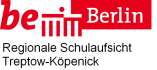 be Berlin
Regionale Schulaufsicht
Treptow-Köpenick